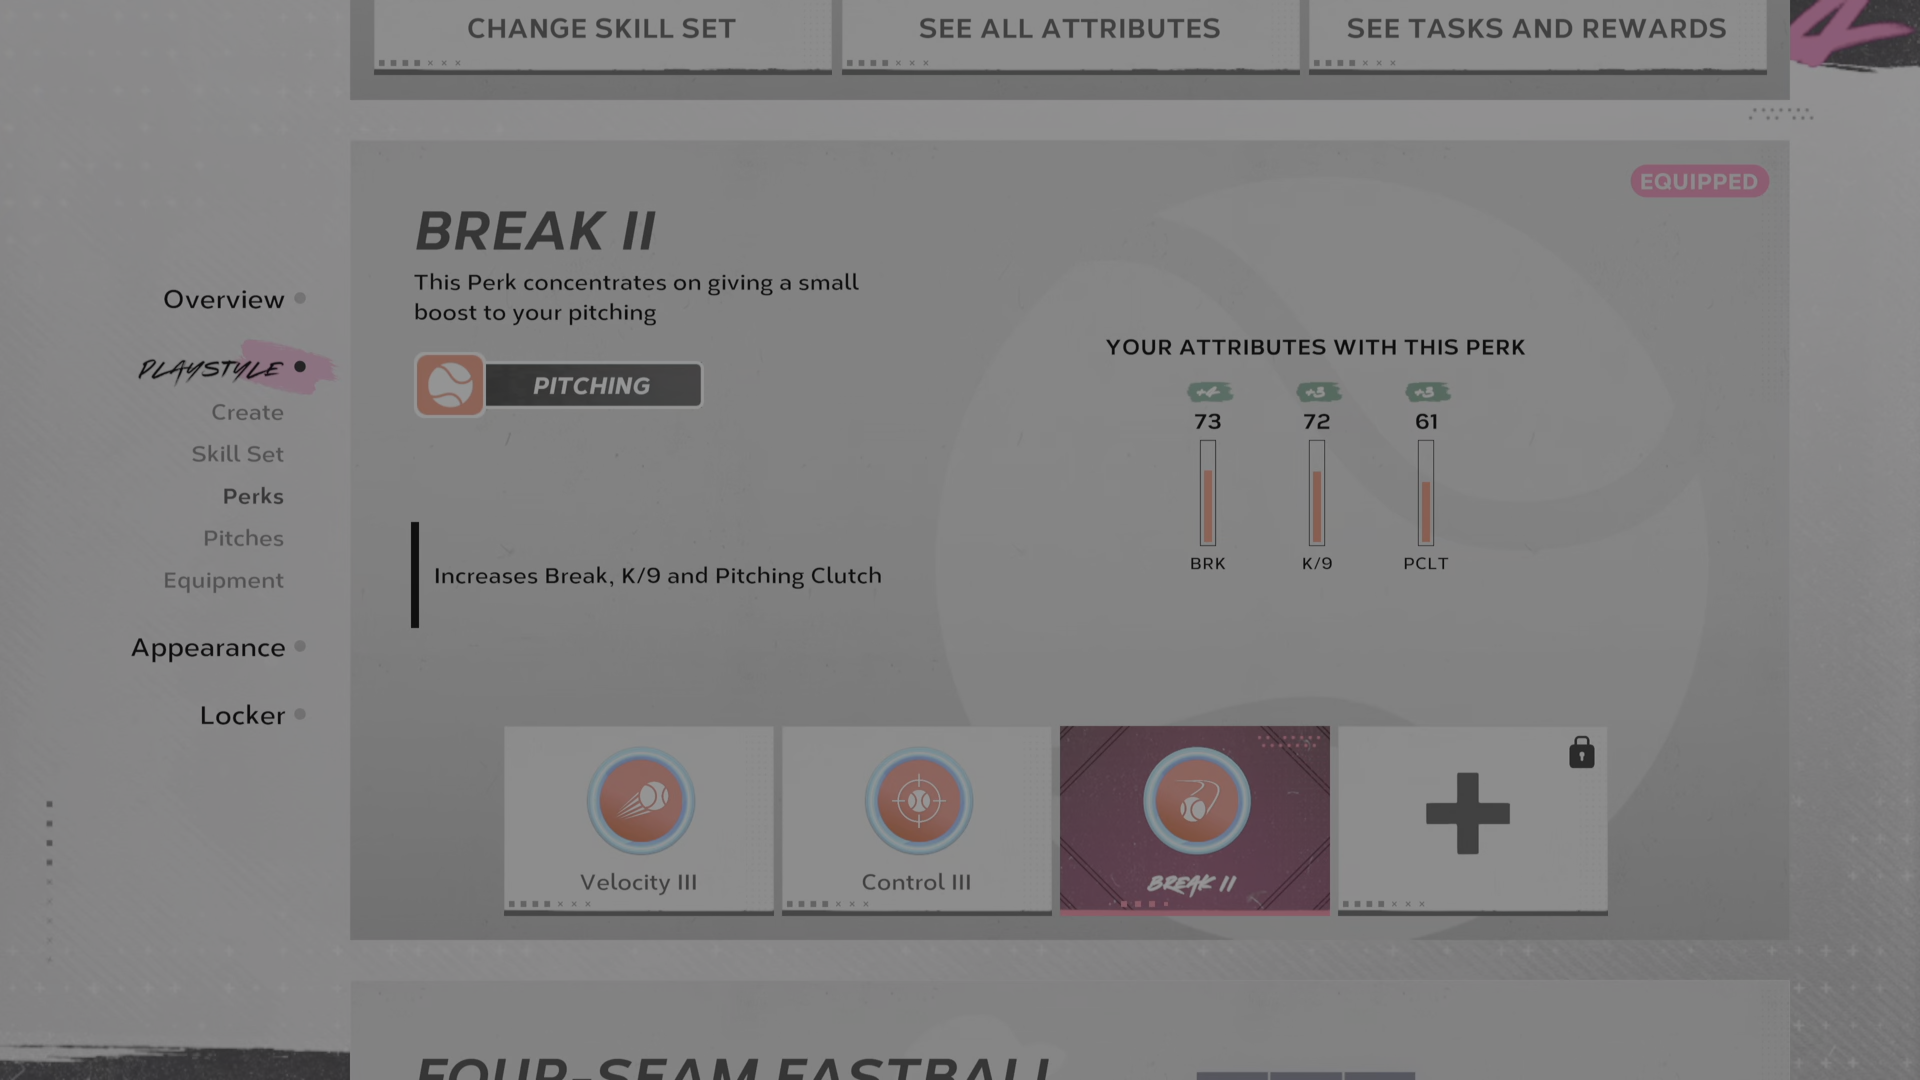 CHANGE SKILL SET
SEE ALL ATTRIBUTES
SEE TASKS AND REWARDS
EQUIPPED
BREAK II
This Perk concentrates on giving a small
boost to your pitching
PITCHING
YOUR ATTRIBUTES WITH THIS PERK
+4 +3 +3
73 72 61
BRK K/9 PCLT
Increases Break, K/9 and Pitching Clutch
Overview
PLAYSTYLE
Create
Skill Set
Perks
Pitches
Equipment
Appearance
Locker
Velocity III
Control III
BREAK II
FOUR-SEAM FASTBALL